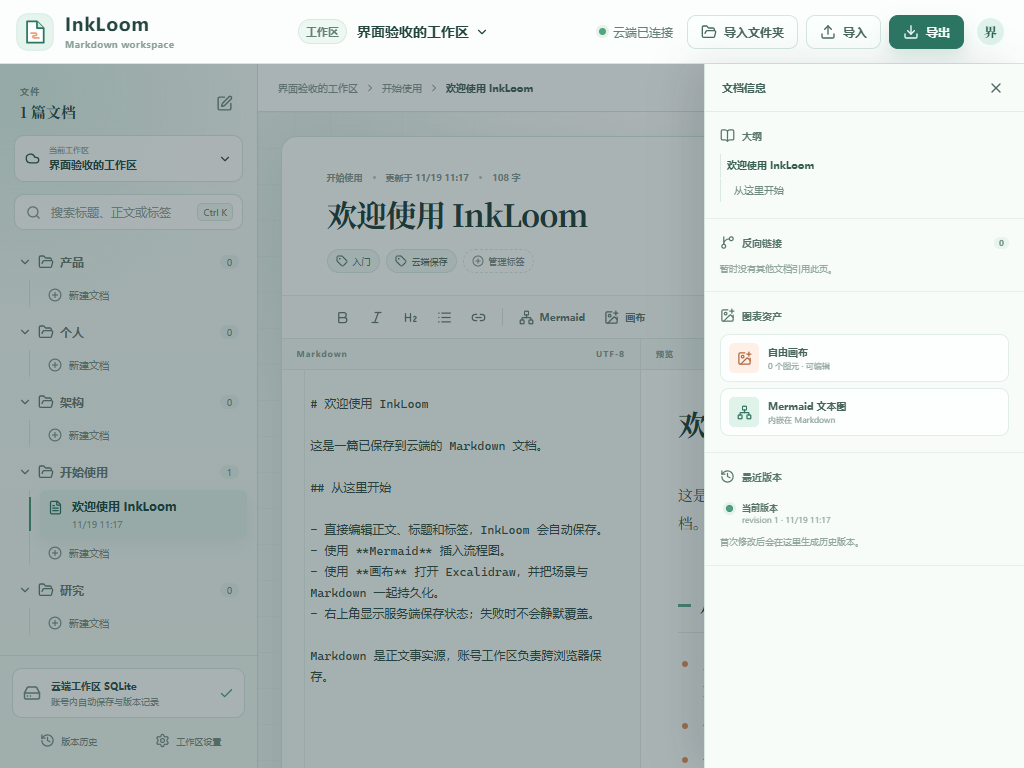 InkLoom
Markdown workspace
工作区 界面验收的工作区
云端已连接
导入文件夹
导入
导出
界
文件
1 篇文档
当前工作区
界面验收的工作区
搜索标题、正文或标签 Ctrl K
产品 0
新建文档
个人 0
新建文档
架构 0
新建文档
开始使用 1
欢迎使用 InkLoom
11/19 11:17
新建文档
研究 0
新建文档
云端工作区 SQLite
账号内自动保存与版本记录
版本历史
工作区设置
界面验收的工作区 > 开始使用 > 欢迎使用 InkLoom
开始使用 • 更新于 11/19 11:17 • 108 字
欢迎使用 InkLoom
入门
云端保存
管理标签
B I H2 Mermaid 画布
Markdown UTF-8 预览
# 欢迎使用 InkLoom
这是一篇已保存到云端的 Markdown 文档。
## 从这里开始
- 直接编辑正文、标题和标签，InkLoom 会自动保存。
- 使用 **Mermaid** 插入流程图。
- 使用 **画布** 打开 Excalidraw，并把场景与
Markdown 一起持久化。
- 右上角显示服务端保存状态；失败时不会静默覆盖。
Markdown 是正文事实源，账号工作区负责跨浏览器保
存。
欢
这是
档。
文档信息
大纲
欢迎使用 InkLoom
从这里开始
反向链接 0
暂时没有其他文档引用此页。
图表资产
自由画布
0 个图元 · 可编辑
Mermaid 文本图
内嵌在 Markdown
最近版本
当前版本
revision 1 · 11/19 11:17
首次修改后会在这里生成历史版本。